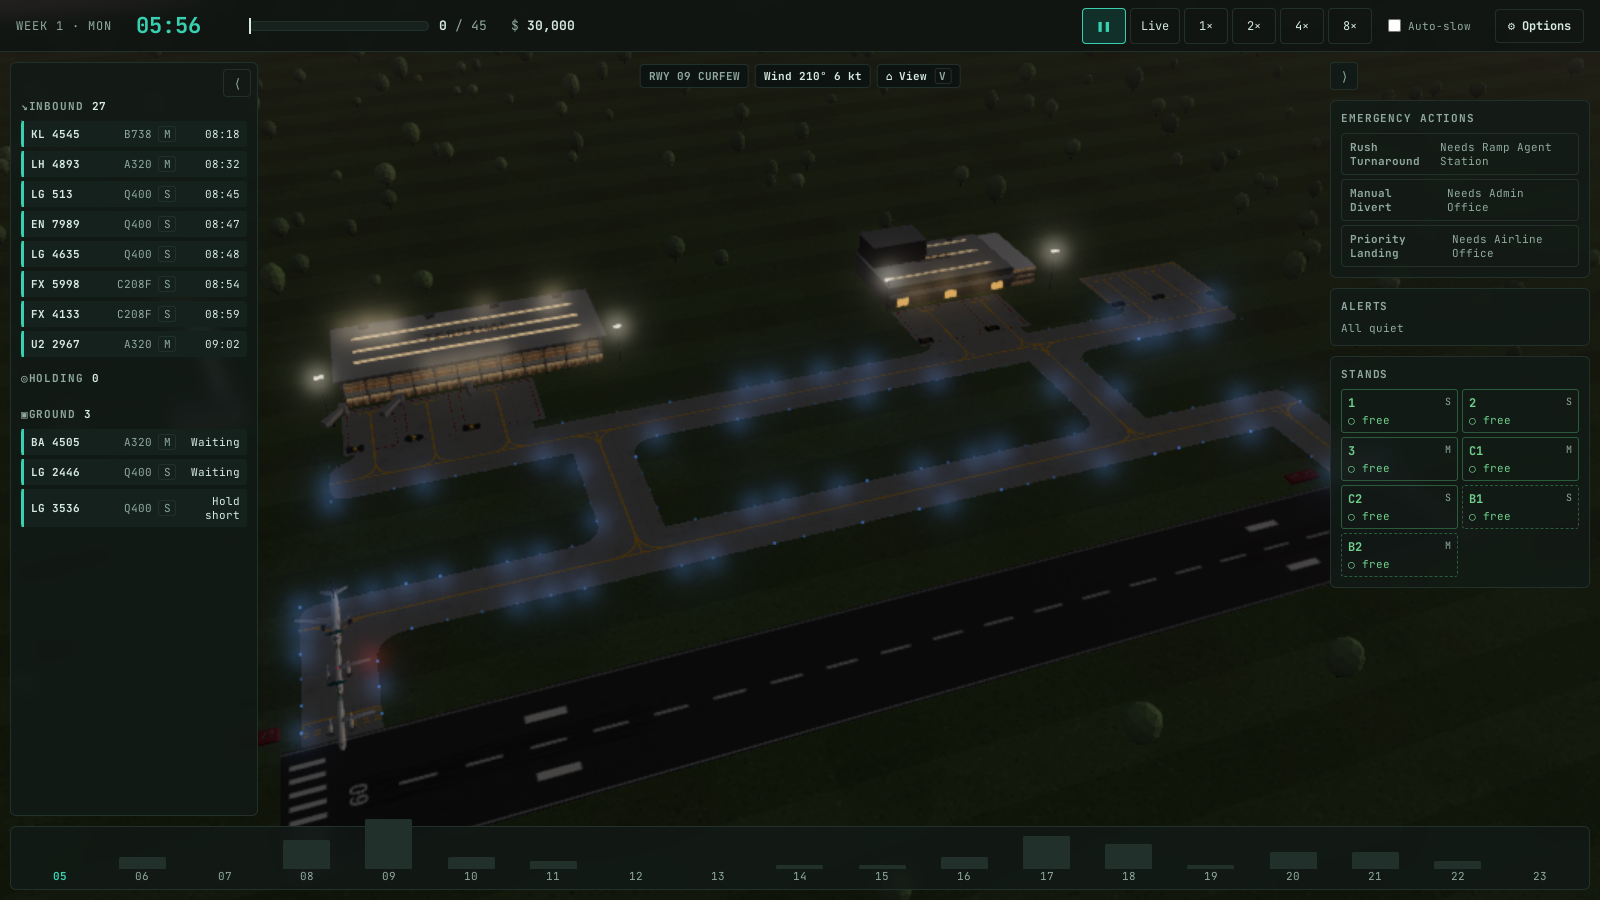 WEEK 1 · MON 05:56 0 / 45 $ 30,000 Live 1× 2× 4× 8× Auto-slow ⚙ Options
RWY 09 CURFEW Wind 210° 6 kt ⌂ View V
↘INBOUND 27
KL 4545 B738 M 08:18
LH 4893 A320 M 08:32
LG 513 Q400 S 08:45
EN 7989 Q400 S 08:47
LG 4635 Q400 S 08:48
FX 5998 C208F S 08:54
FX 4133 C208F S 08:59
U2 2967 A320 M 09:02
◎HOLDING 0
▣GROUND 3
BA 4505 A320 M Waiting
LG 2446 Q400 S Waiting
LG 3536 Q400 S Hold short
09
EMERGENCY ACTIONS
Rush Turnaround Needs Ramp Agent Station
Manual Divert Needs Admin Office
Priority Landing Needs Airline Office
ALERTS
All quiet
STANDS
1 S
○ free
2 S
○ free
3 M
○ free
C1 M
○ free
C2 S
○ free
B1 S
○ free
B2 M
○ free
05 06 07 08 09 10 11 12 13 14 15 16 17 18 19 20 21 22 23